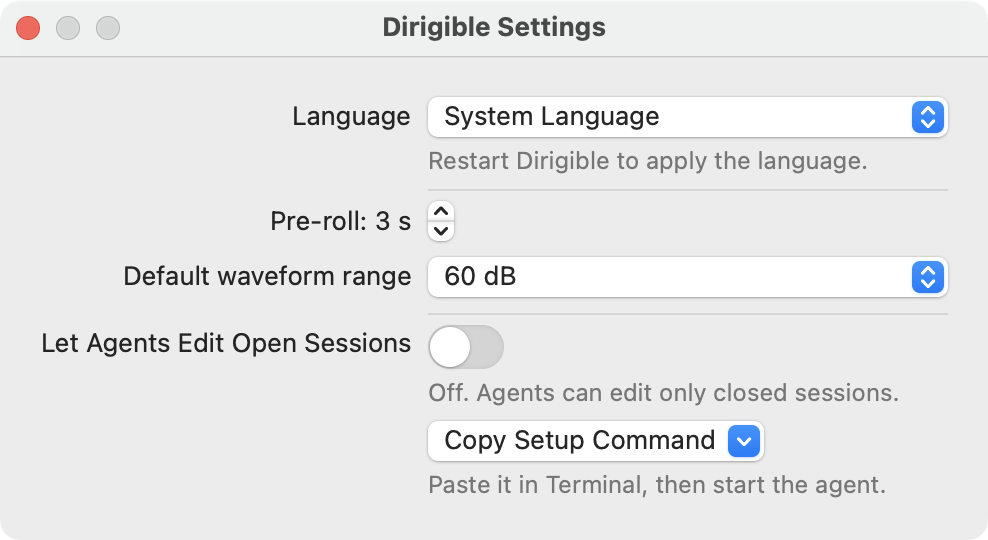 Dirigible Settings
Language
System Language
Restart Dirigible to apply the language.
Pre-roll: 3 s
Default waveform range
60 dB
Let Agents Edit Open Sessions
Off. Agents can edit only closed sessions.
Copy Setup Command
Paste it in Terminal, then start the agent.